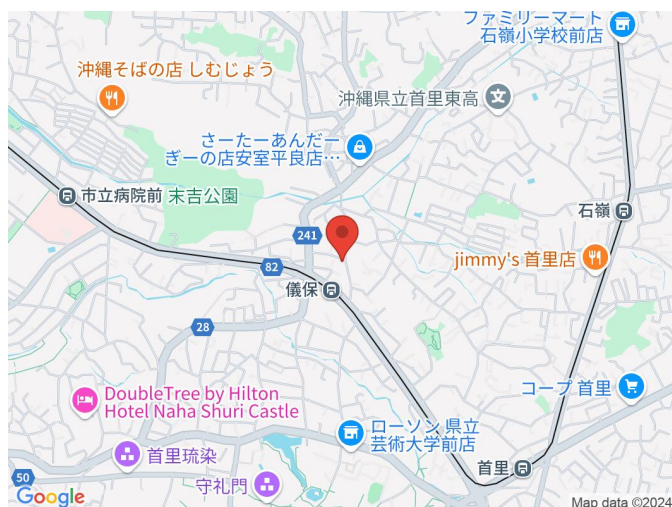 ファミリーマート
石嶺小学校前店
沖縄そばの店 しむじょう
沖縄県立首里東高
文
さーたーあんだー
ぎーの店安室平良店…
市立病院前
末吉公園
石嶺
241
jimmy's 首里店
82
儀保
28
DoubleTree by Hilton
Hotel Naha Shuri Castle
コープ 首里
ローソン 県立
芸術大学前店
首里琉染
首里
50
守礼門
Google
Map data ©2024